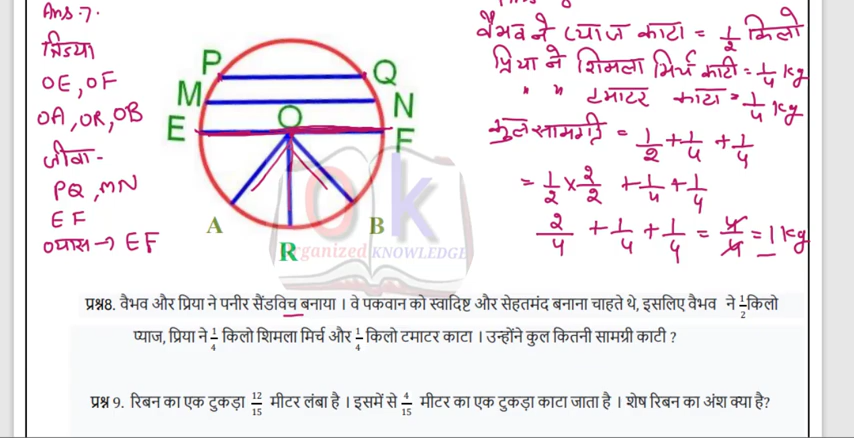 Ans.7.
त्रिज्या
OE, OF
OA, OR, OB
जीवा -
PQ, MN
EF
व्यास → EF
P
Q
M
N
E
O
F
A
B
R
Ok
Organized KNOWLEDGE
वैभव ने प्याज काटा = 1/2 किलो
प्रिया ने शिमला मिर्च काटी = 1/4 kg
" " टमाटर काटा = 1/4 kg
कुल सामग्री = 1/2 + 1/4 + 1/4
= 1/2 × 2/2 + 1/4 + 1/4
2/4 + 1/4 + 1/4 = 4/4 = 1 kg
प्रश्न8. वैभव और प्रिया ने पनीर सैंडविच बनाया । वे पकवान को स्वादिष्ट और सेहतमंद बनाना चाहते थे, इसलिए वैभव ने 1/2 किलो
प्याज, प्रिया ने 1/4 किलो शिमला मिर्च और 1/4 किलो टमाटर काटा । उन्होंने कुल कितनी सामग्री काटी ?
प्रश्न 9. रिबन का एक टुकड़ा 12/15 मीटर लंबा है । इसमें से 4/15 मीटर का एक टुकड़ा काटा जाता है । शेष रिबन का अंश क्या है?